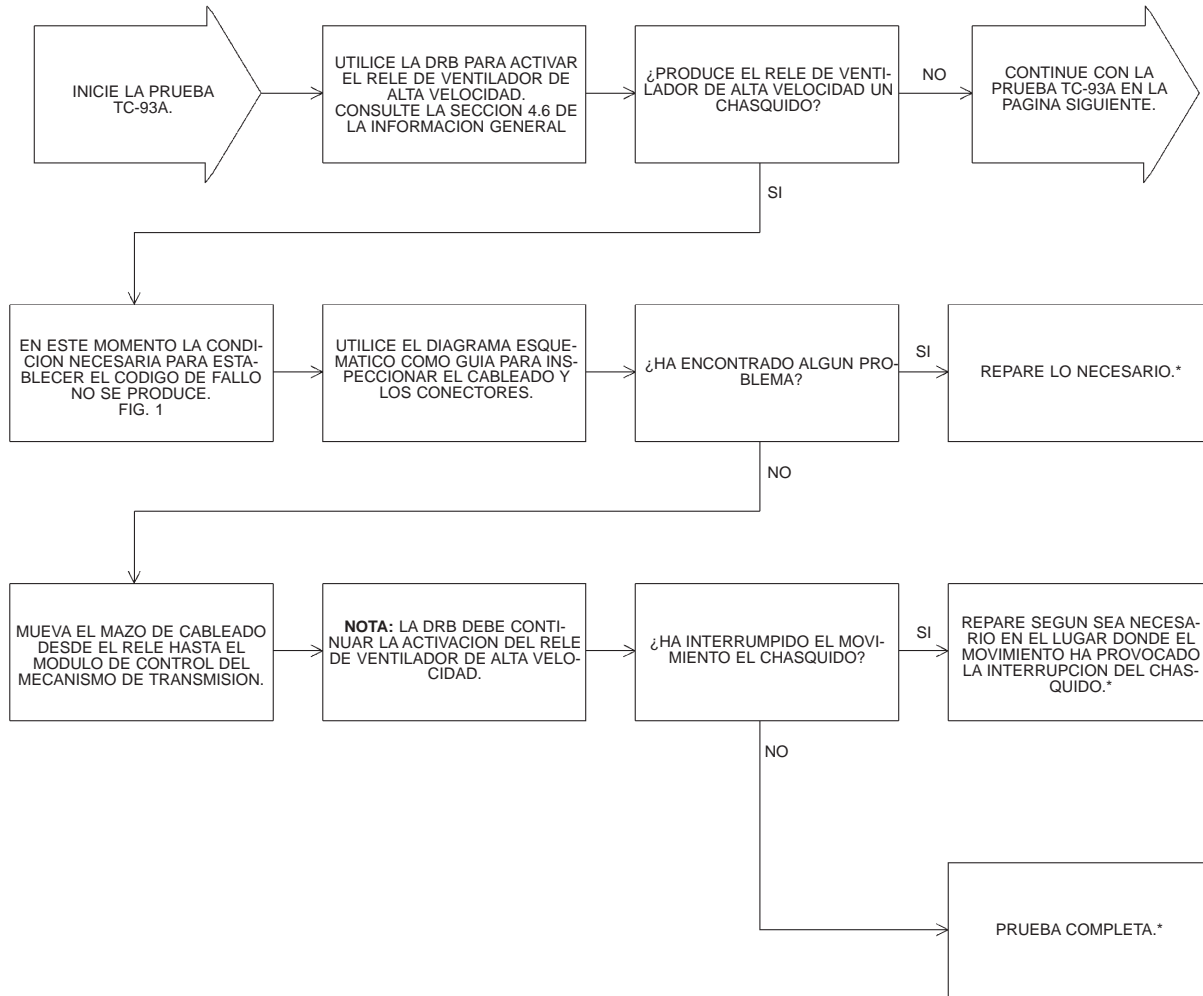 INICIE LA PRUEBA
TC-93A.
UTILICE LA DRB PARA ACTIVAR
EL RELE DE VENTILADOR DE
ALTA VELOCIDAD.
CONSULTE LA SECCION 4.6 DE
LA INFORMACION GENERAL
¿PRODUCE EL RELE DE VENTI-
LADOR DE ALTA VELOCIDAD UN
CHASQUIDO?
NO
CONTINUE CON LA
PRUEBA TC-93A EN LA
PAGINA SIGUIENTE.
SI
EN ESTE MOMENTO LA CONDI-
CION NECESARIA PARA ESTA-
BLECER EL CODIGO DE FALLO
NO SE PRODUCE.
FIG. 1
UTILICE EL DIAGRAMA ESQUE-
MATICO COMO GUIA PARA INS-
PECCIONAR EL CABLEADO Y
LOS CONECTORES.
¿HA ENCONTRADO ALGUN PRO-
BLEMA?
SI
REPARE LO NECESARIO.*
NO
MUEVA EL MAZO DE CABLEADO
DESDE EL RELE HASTA EL
MODULO DE CONTROL DEL
MECANISMO DE TRANSMISION.
NOTA: LA DRB DEBE CONTI-
NUAR LA ACTIVACION DEL RELE
DE VENTILADOR DE ALTA VELO-
CIDAD.
¿HA INTERRUMPIDO EL MOVI-
MIENTO EL CHASQUIDO?
SI
REPARE SEGUN SEA NECESA-
RIO EN EL LUGAR DONDE EL
MOVIMIENTO HA PROVOCADO
LA INTERRUPCION DEL CHAS-
QUIDO.*
NO
PRUEBA COMPLETA.*